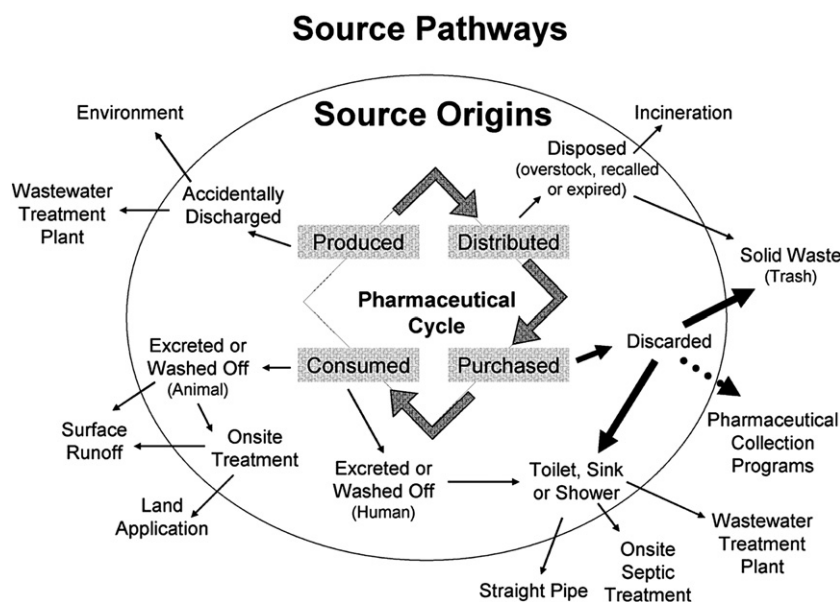 Source Pathways
Source Origins
Environment
Incineration
Disposed
(overstock, recalled
or expired)
Wastewater
Treatment
Plant
Accidentally
Discharged
Produced
Distributed
Solid Waste
(Trash)
Pharmaceutical
Cycle
Excreted or
Washed Off
(Animal)
Consumed
Purchased
Discarded
Surface
Runoff
Onsite
Treatment
Pharmaceutical
Collection
Programs
Land
Application
Excreted or
Washed Off
(Human)
Toilet, Sink
or Shower
Wastewater
Treatment
Plant
Straight Pipe
Onsite
Septic
Treatment